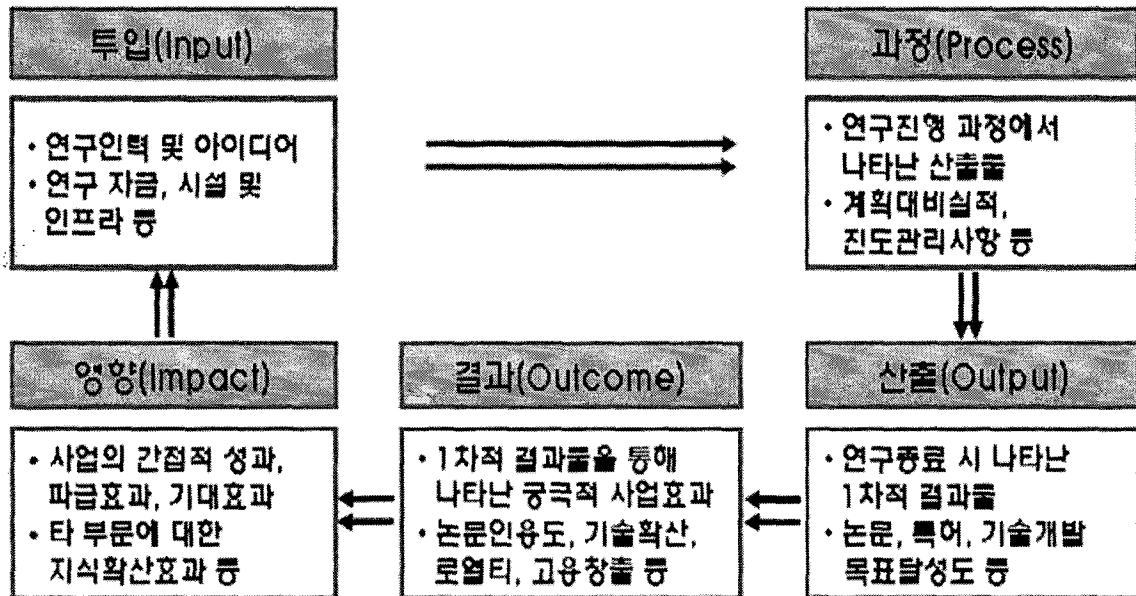 투입(Input)
• 연구인력 및 아이디어
• 연구 자금, 시설 및
인프라 등
과정(Process)
• 연구진행 과정에서
나타난 산출물
• 계획대비실적,
진도관리사항 등
영향(Impact)
• 사업의 간접적 성과,
파급효과, 기대효과
• 타 부문에 대한
지식확산효과 등
결과(Outcome)
• 1차적 결과물을 통해
나타난 궁극적 사업효과
• 논문인용도, 기술확산,
로열티, 고용창출 등
산출(Output)
• 연구종료 시 나타난
1차적 결과물
• 논문, 특허, 기술개발
목표달성도 등